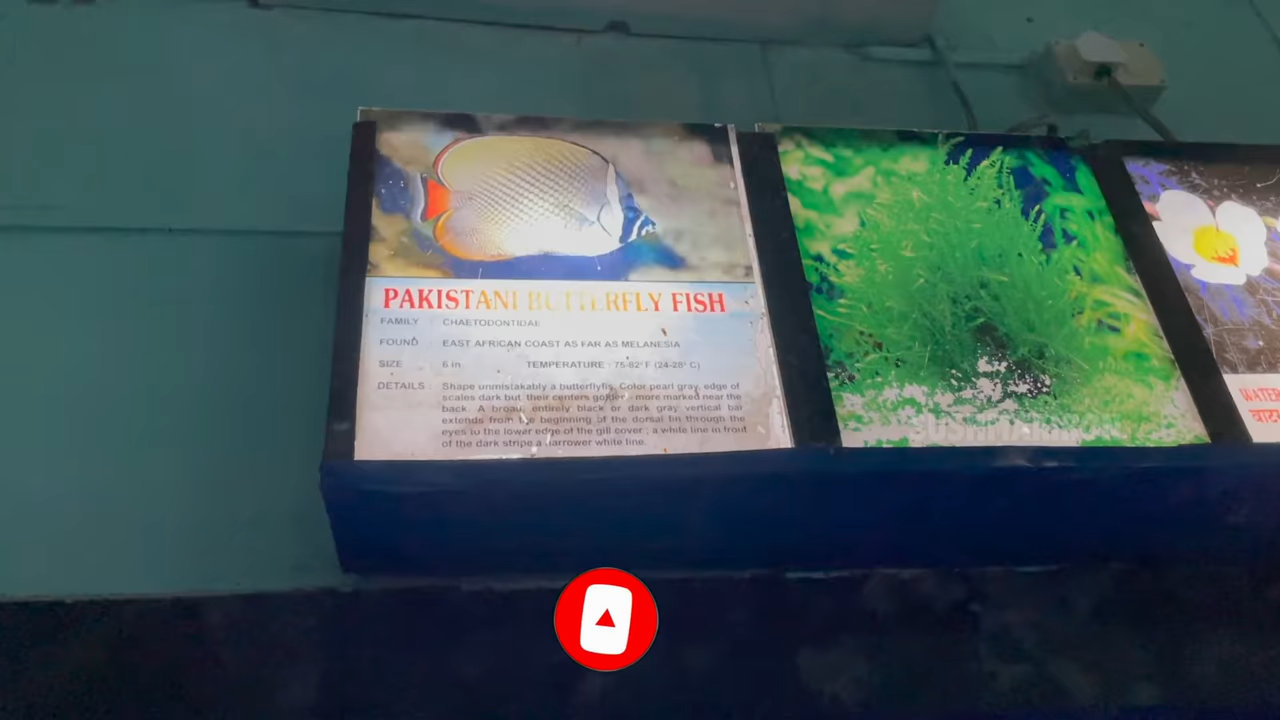 PAKISTANI BUTTERFLY FISH
FAMILY : CHAETODONTIDAE
FOUND : EAST AFRICAN COAST AS FAR AS MELANESIA
SIZE : 6 in. TEMPERATURE : 75-82° F (24-28° C)
DETAILS : Shape unmistakably a butterflyfis. Color pearl gray, edge of
scales dark but, their centers golden - more marked near the
back. A broad, entirely black or dark gray vertical bar
extends from the beginning of the dorsal fin through the
eyes to the lower edge of the gill cover ; a white line in front
of the dark stripe a narrower white line.
WATER